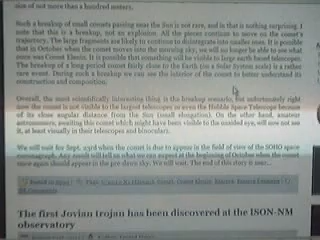 size of not more than a hundred meters.
Such a breakup of small comets passing near the Sun is not rare, and in that is nothing surprising. I
note that this is a breakup, not an explosion. All the pieces continue to move on the comet's
trajectory. The large fragments are likely to continue to disintegrate into smaller ones. It is possible
that in October when the comet moves into the morning sky, we will no longer be able to see what
once was Comet Elenin. It is possible that something will be visible to large earth based telescopes.
The breakup of a long period comet fairly close to the Earth (on a Solar System scale) is a rather
rare event. During such a breakup we can see the interior of the comet to better understand its
construction and composition.
Overall, the most scientifically interesting thing is the breakup remains, but unfortunately right
now the comet is not visible to the largest telescopes or even the Hubble Space Telescope because
of its close angular distance from the Sun (small elongation). On the other hand, amateur
astronomers, awaiting this comet which might have been visible to the unaided eye, will now not see
it, at least visually in their telescopes and binoculars.
We will wait for Sept. 23rd when the comet is due to appear in the field of view of the SOHO space
coronagraph. Any results will tell us what we can expect at the beginning of October when the comet
once again should appear in the pre-dawn sky. We will wait. The end of this story is near...
Posted in
Comments
The first Jovian trojan has been discovered at the ISON-NM
observatory